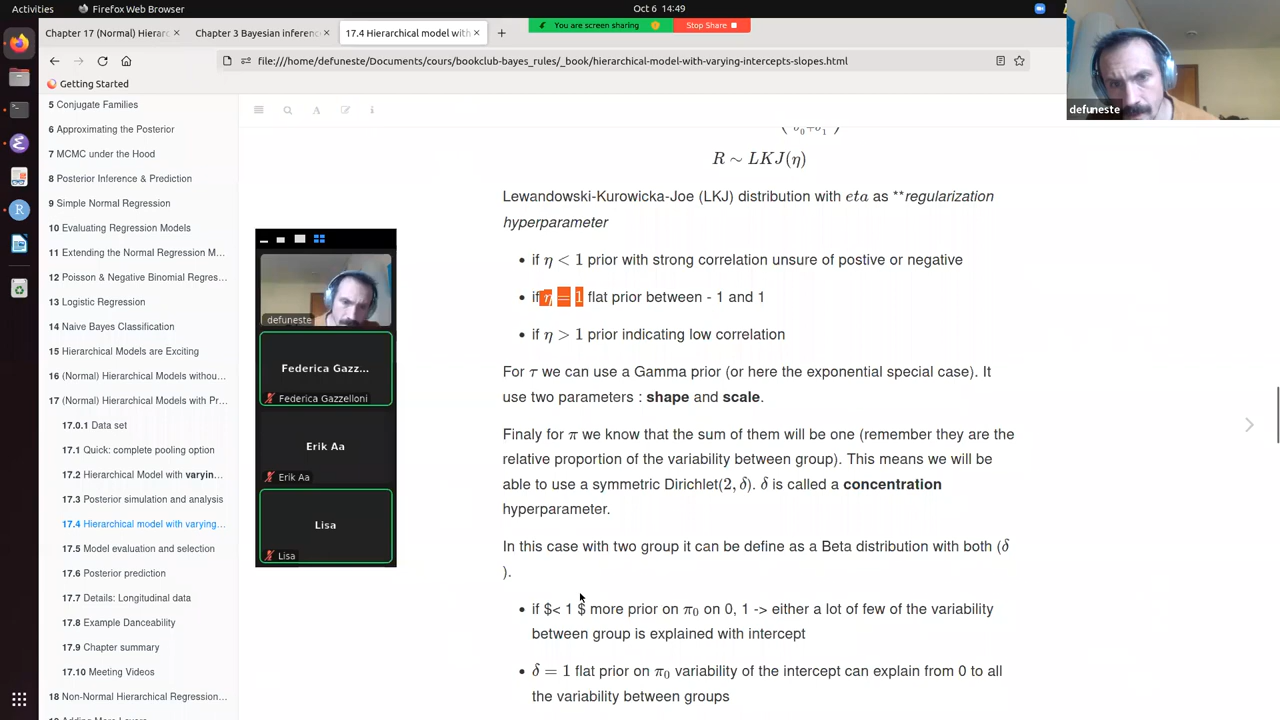 Activities
Firefox Web Browser
Oct 6 14:49
Chapter 17 (Normal) Hierar
Chapter 3 Bayesian inferenc
17.4 Hierarchical model with
You are screen sharing
Stop Share
file:///home/defuneste/Documents/cours/bookclub-bayes_rules/_book/hierarchical-model-with-varying-intercepts-slopes.html
Getting Started
defuneste
5 Conjugate Families
6 Approximating the Posterior
7 MCMC under the Hood
8 Posterior Inference & Prediction
9 Simple Normal Regression
10 Evaluating Regression Models
11 Extending the Normal Regression M...
12 Poisson & Negative Binomial Regres...
13 Logistic Regression
14 Naive Bayes Classification
15 Hierarchical Models are Exciting
16 (Normal) Hierarchical Models withou...
17 (Normal) Hierarchical Models with Pr...
17.0.1 Data set
17.1 Quick: complete pooling option
17.2 Hierarchical Model with varyin...
17.3 Posterior simulation and analysis
17.4 Hierarchical model with varying...
17.5 Model evaluation and selection
17.6 Posterior prediction
17.7 Details: Longitudinal data
17.8 Example Danceability
17.9 Chapter summary
17.10 Meeting Videos
18 Non-Normal Hierarchical Regression...
19 Adding More Layers
defuneste
Federica Gazz...
Federica Gazzelloni
Erik Aa
Erik Aa
Lisa
Lisa
R ~ LKJ(η)
Lewandowski-Kurowicka-Joe (LKJ) distribution with eta as **regularization
hyperparameter
• if η < 1 prior with strong correlation unsure of postive or negative
• if η = 1 flat prior between - 1 and 1
• if η > 1 prior indicating low correlation
For τ we can use a Gamma prior (or here the exponential special case). It
use two parameters : shape and scale.
Finaly for π we know that the sum of them will be one (remember they are the
relative proportion of the variability between group). This means we will be
able to use a symmetric Dirichlet(2, δ). δ is called a concentration
hyperparameter.
In this case with two group it can be define as a Beta distribution with both (δ
).
• if $< 1 $ more prior on π₀ on 0, 1 -> either a lot of few of the variability
between group is explained with intercept
• δ = 1 flat prior on π₀ variability of the intercept can explain from 0 to all
the variability between groups